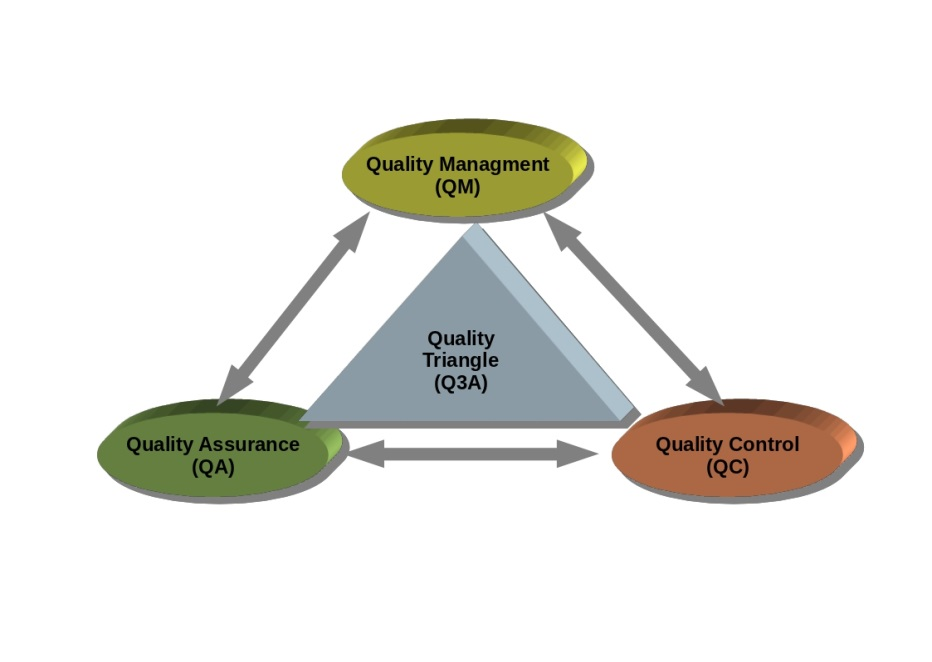 Quality Managment
(QM)
Quality
Triangle
(Q3A)
Quality Assurance
(QA)
Quality Control
(QC)